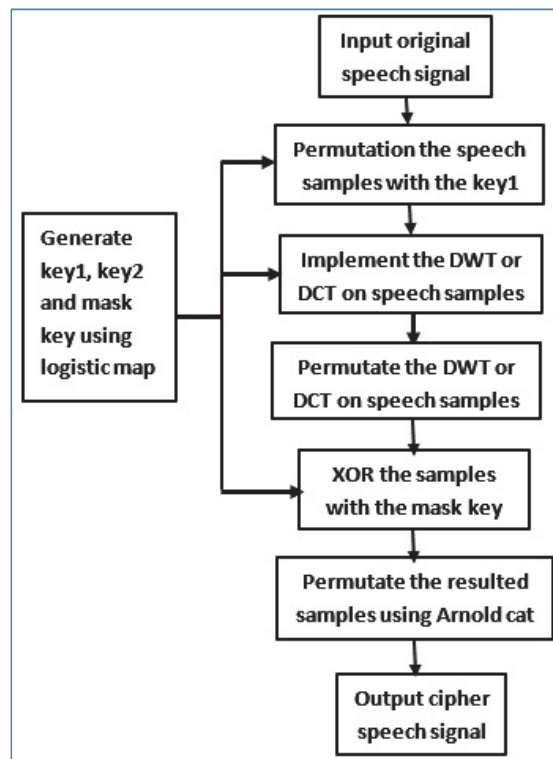 Input original
speech signal
Permutation the speech
samples with the key1
Generate
key1, key2
and mask
key using
logistic map
Implement the DWT or
DCT on speech samples
Permutate the DWT or
DCT on speech samples
XOR the samples
with the mask key
Permutate the resulted
samples using Arnold cat
Output cipher
speech signal